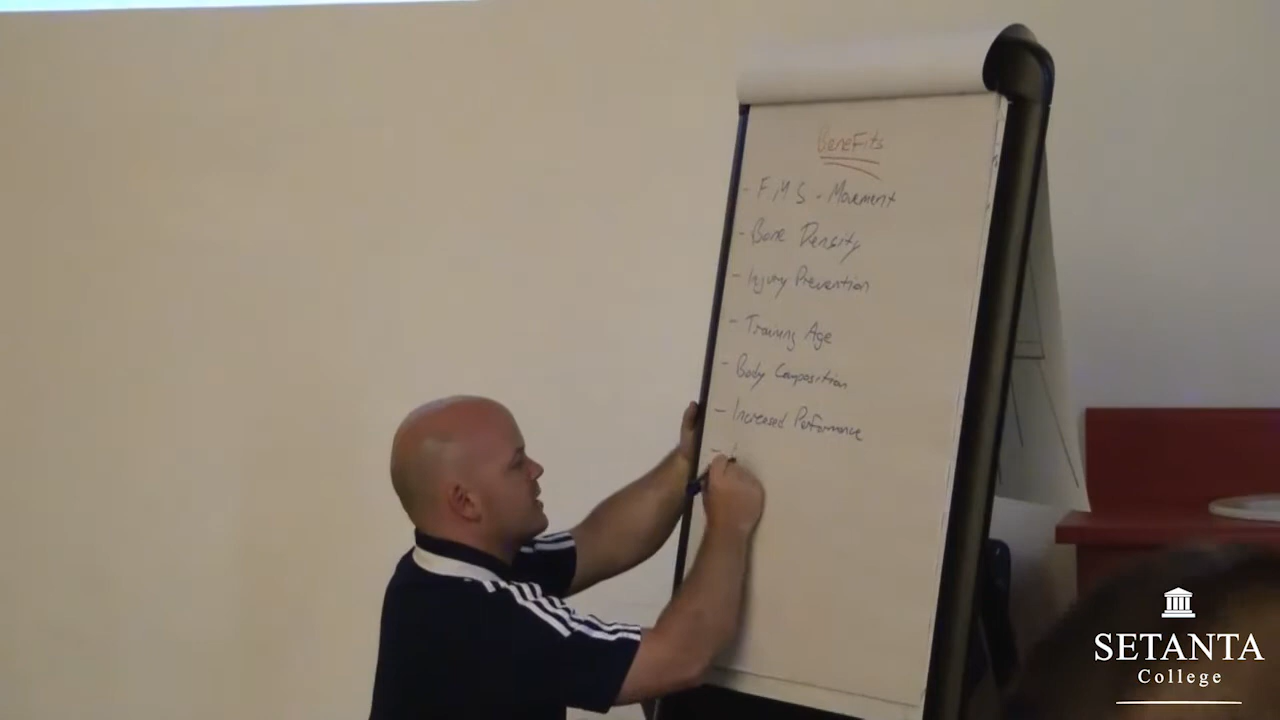 BeneFits
- F M S - Movement
- Bone Density
- Injury Prevention
- Training Age
- Body Composition
- Increased Performance
-
SETANTA
College